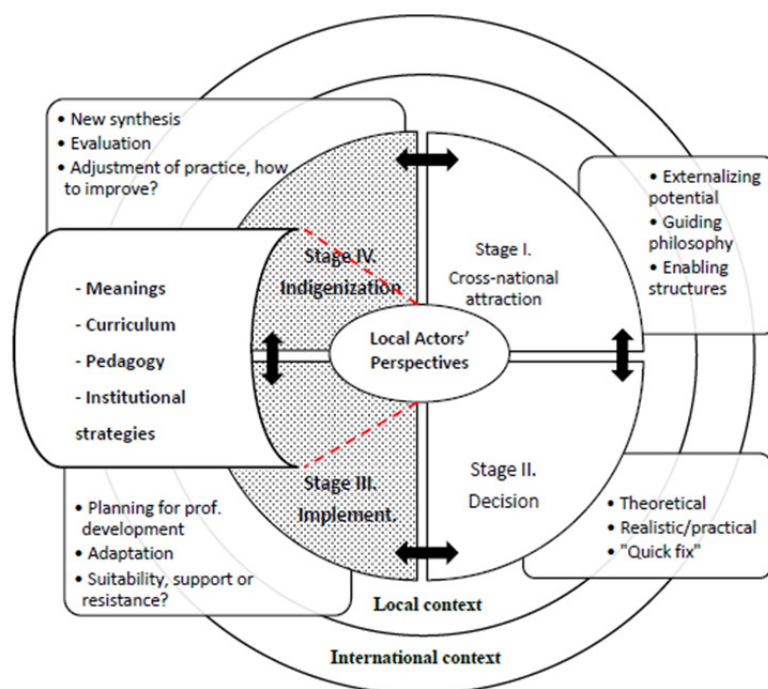 • New synthesis
• Evaluation
• Adjustment of practice, how
to improve?
• Externalizing
potential
• Guiding
philosophy
• Enabling
structures
Stage IV.
Indigenization
Stage I.
Cross-national
attraction
- Meanings
- Curriculum
- Pedagogy
- Institutional
strategies
Local Actors'
Perspectives
Stage III.
Implement.
Stage II.
Decision
• Planning for prof.
development
• Adaptation
• Suitability, support or
resistance?
• Theoretical
• Realistic/practical
• "Quick fix"
Local context
International context